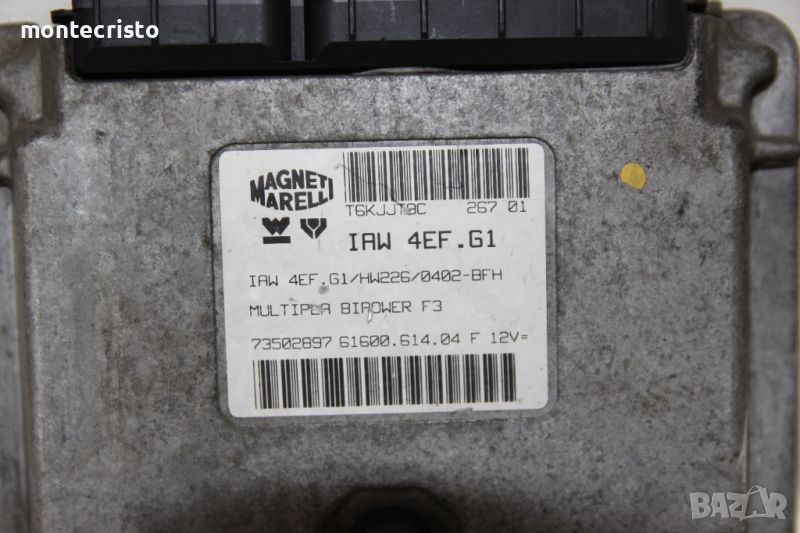 montecristo
MAGNETI
MARELLI
T6KJJT8C 267 01
IAW 4EF.G1
IAW 4EF.G1/HW226/0402-BFH
MULTIPLA BIPOWER F3
73502897 61600.614.04 F 12V=
BAZAR